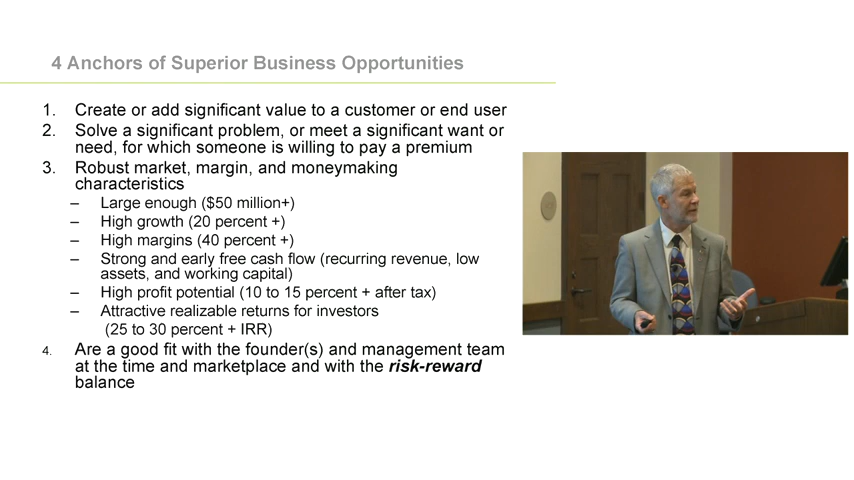 4 Anchors of Superior Business Opportunities
1. Create or add significant value to a customer or end user
2. Solve a significant problem, or meet a significant want or
need, for which someone is willing to pay a premium
3. Robust market, margin, and moneymaking
characteristics
– Large enough ($50 million+)
– High growth (20 percent +)
– High margins (40 percent +)
– Strong and early free cash flow (recurring revenue, low
assets, and working capital)
– High profit potential (10 to 15 percent + after tax)
– Attractive realizable returns for investors
(25 to 30 percent + IRR)
4. Are a good fit with the founder(s) and management team
at the time and marketplace and with the risk-reward
balance